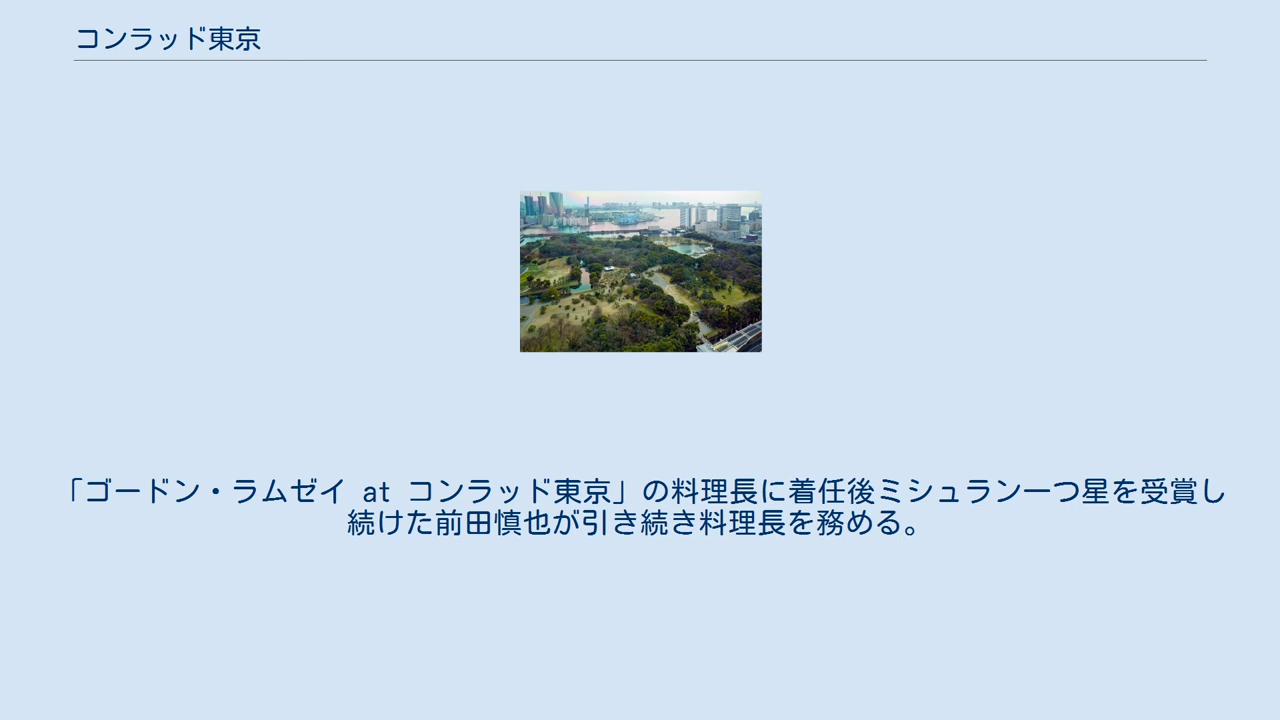 コンラッド東京
「ゴードン・ラムゼイ at コンラッド東京」の料理長に着任後ミシュラン一つ星を受賞し
続けた前田慎也が引き続き料理長を務める。